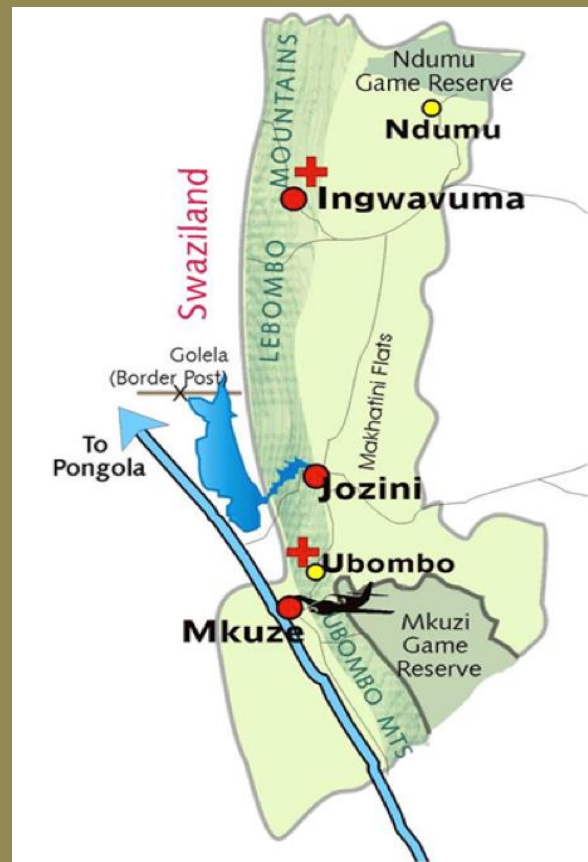 Ndumu
Game Reserve
Ndumu
MOUNTAINS
Ingwavuma
Swaziland
LEBOMBO
Golela
(Border Post)
Makhatini Flats
To
Pongola
Jozini
Ubombo
Mkuze
Mkuzi
Game
Reserve
UBOMBO MTS